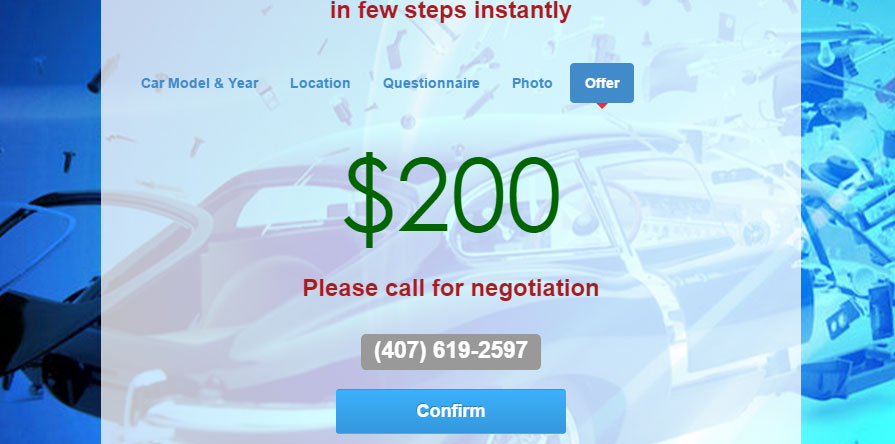 in few steps instantly
Car Model & Year Location Questionnaire Photo Offer
$200
Please call for negotiation
(407) 619-2597
Confirm